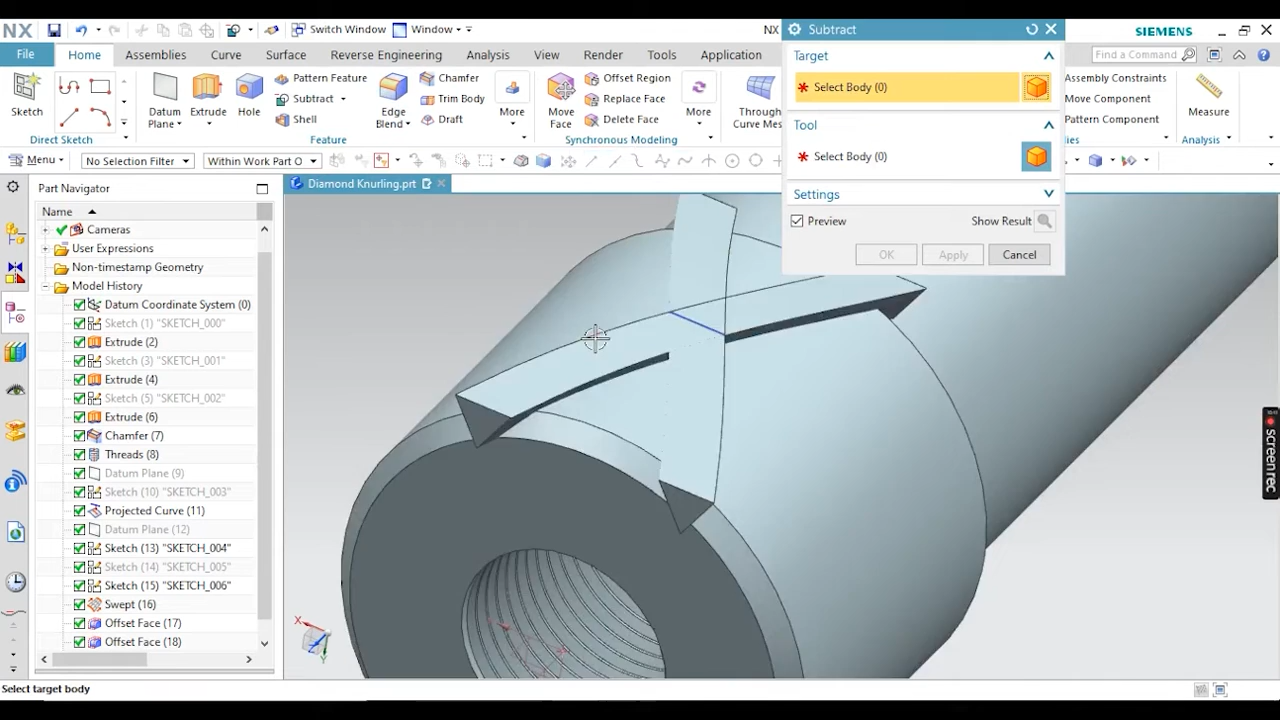 NX
Switch Window
Window
NX
Subtract
SIEMENS
File
Home
Assemblies
Curve
Surface
Reverse Engineering
Analysis
View
Render
Tools
Application
Find a Command
Sketch
Direct Sketch
Datum
Plane
Extrude
Hole
Pattern Feature
Subtract
Shell
Edge
Blend
Chamfer
Trim Body
Draft
More
Feature
Move
Face
Offset Region
Replace Face
Delete Face
More
Synchronous Modeling
Through
Curve Mes
Assembly Constraints
Move Component
Pattern Component
Measure
Analysis
Target
Select Body (0)
Tool
Select Body (0)
Settings
Preview
Show Result
OK
Apply
Cancel
Menu
No Selection Filter
Within Work Part O
Part Navigator
Diamond Knurling.prt
Name
Cameras
User Expressions
Non-timestamp Geometry
Model History
Datum Coordinate System (0)
Sketch (1) "SKETCH_000"
Extrude (2)
Sketch (3) "SKETCH_001"
Extrude (4)
Sketch (5) "SKETCH_002"
Extrude (6)
Chamfer (7)
Threads (8)
Datum Plane (9)
Sketch (10) "SKETCH_003"
Projected Curve (11)
Datum Plane (12)
Sketch (13) "SKETCH_004"
Sketch (14) "SKETCH_005"
Sketch (15) "SKETCH_006"
Swept (16)
Offset Face (17)
Offset Face (18)
X
Y
screenrec
Select target body